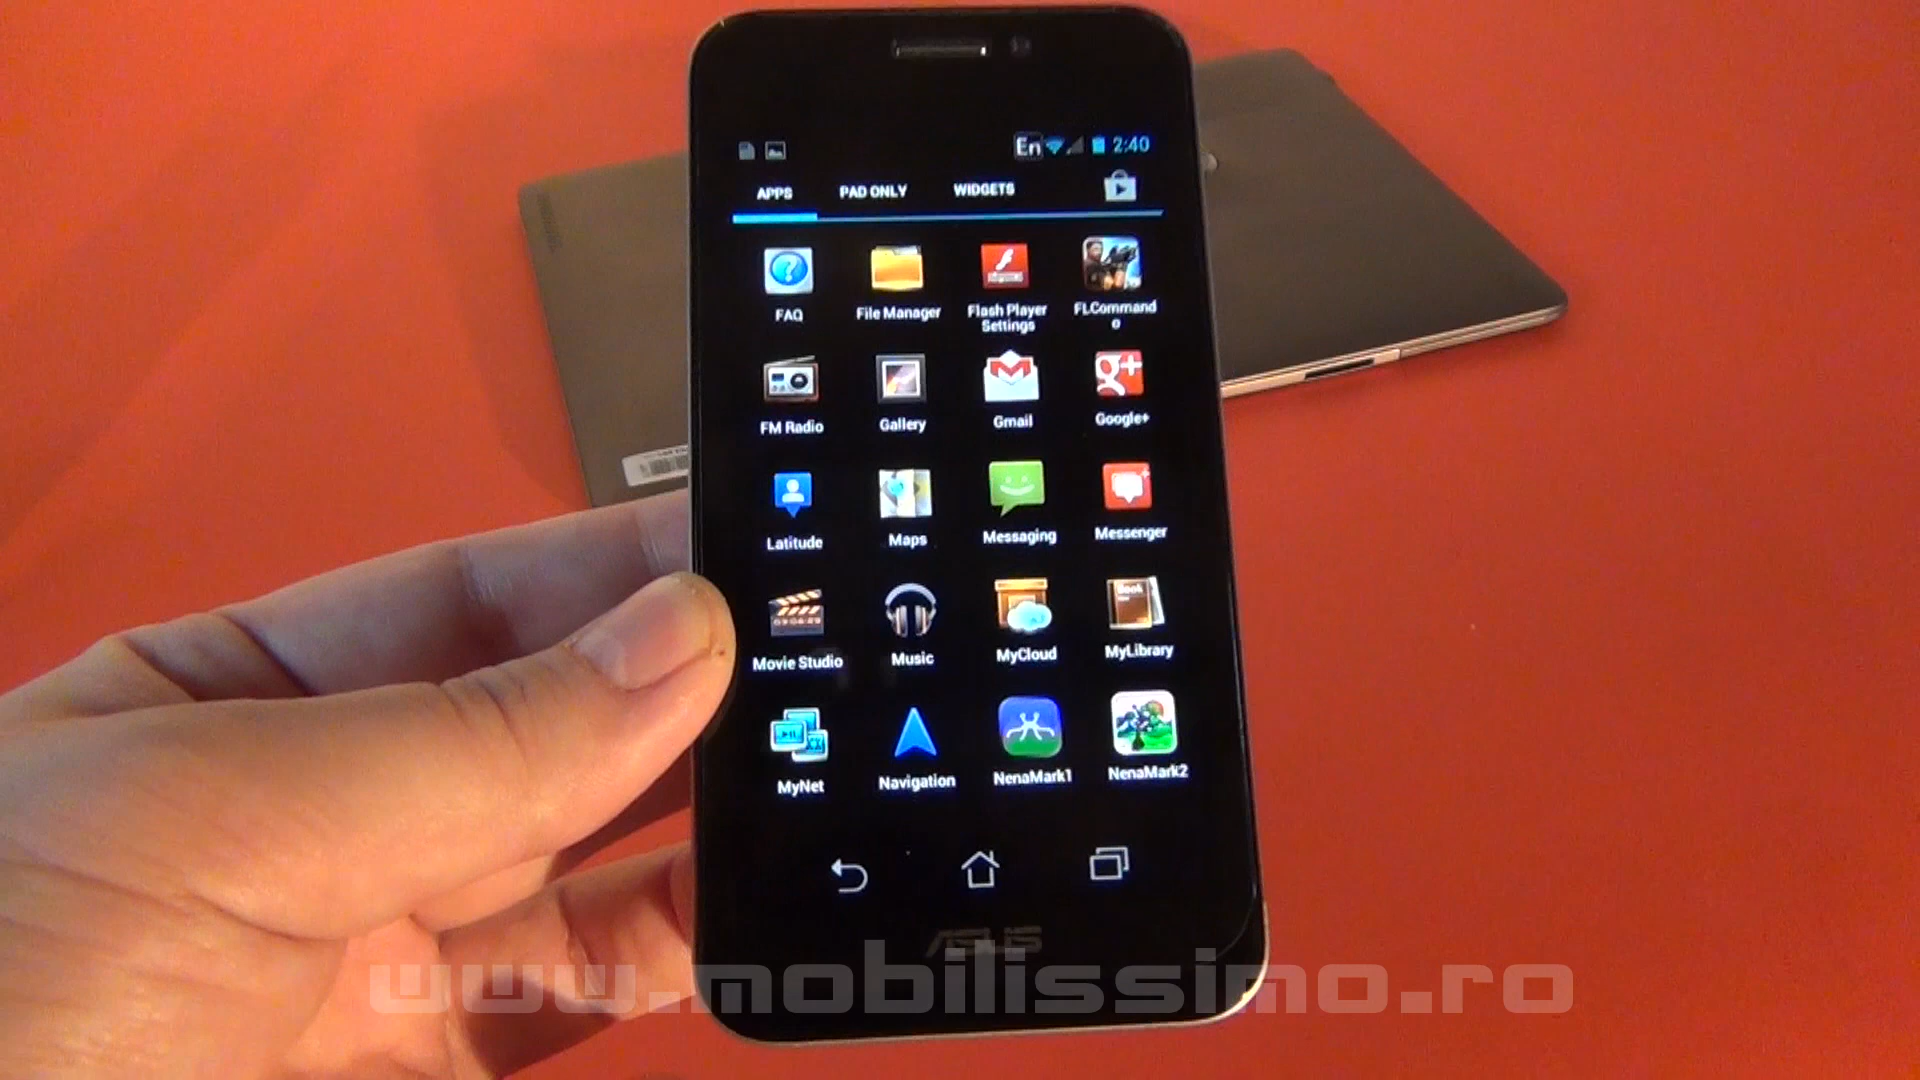 En 2:40
APPS PAD ONLY WIDGETS
FAQ File Manager Flash Player Settings FLCommando
FM Radio Gallery Gmail Google+
Latitude Maps Messaging Messenger
Movie Studio Music MyCloud MyLibrary
MyNet Navigation NenaMark1 NenaMark2
ASUS
www.mobilissimo.ro